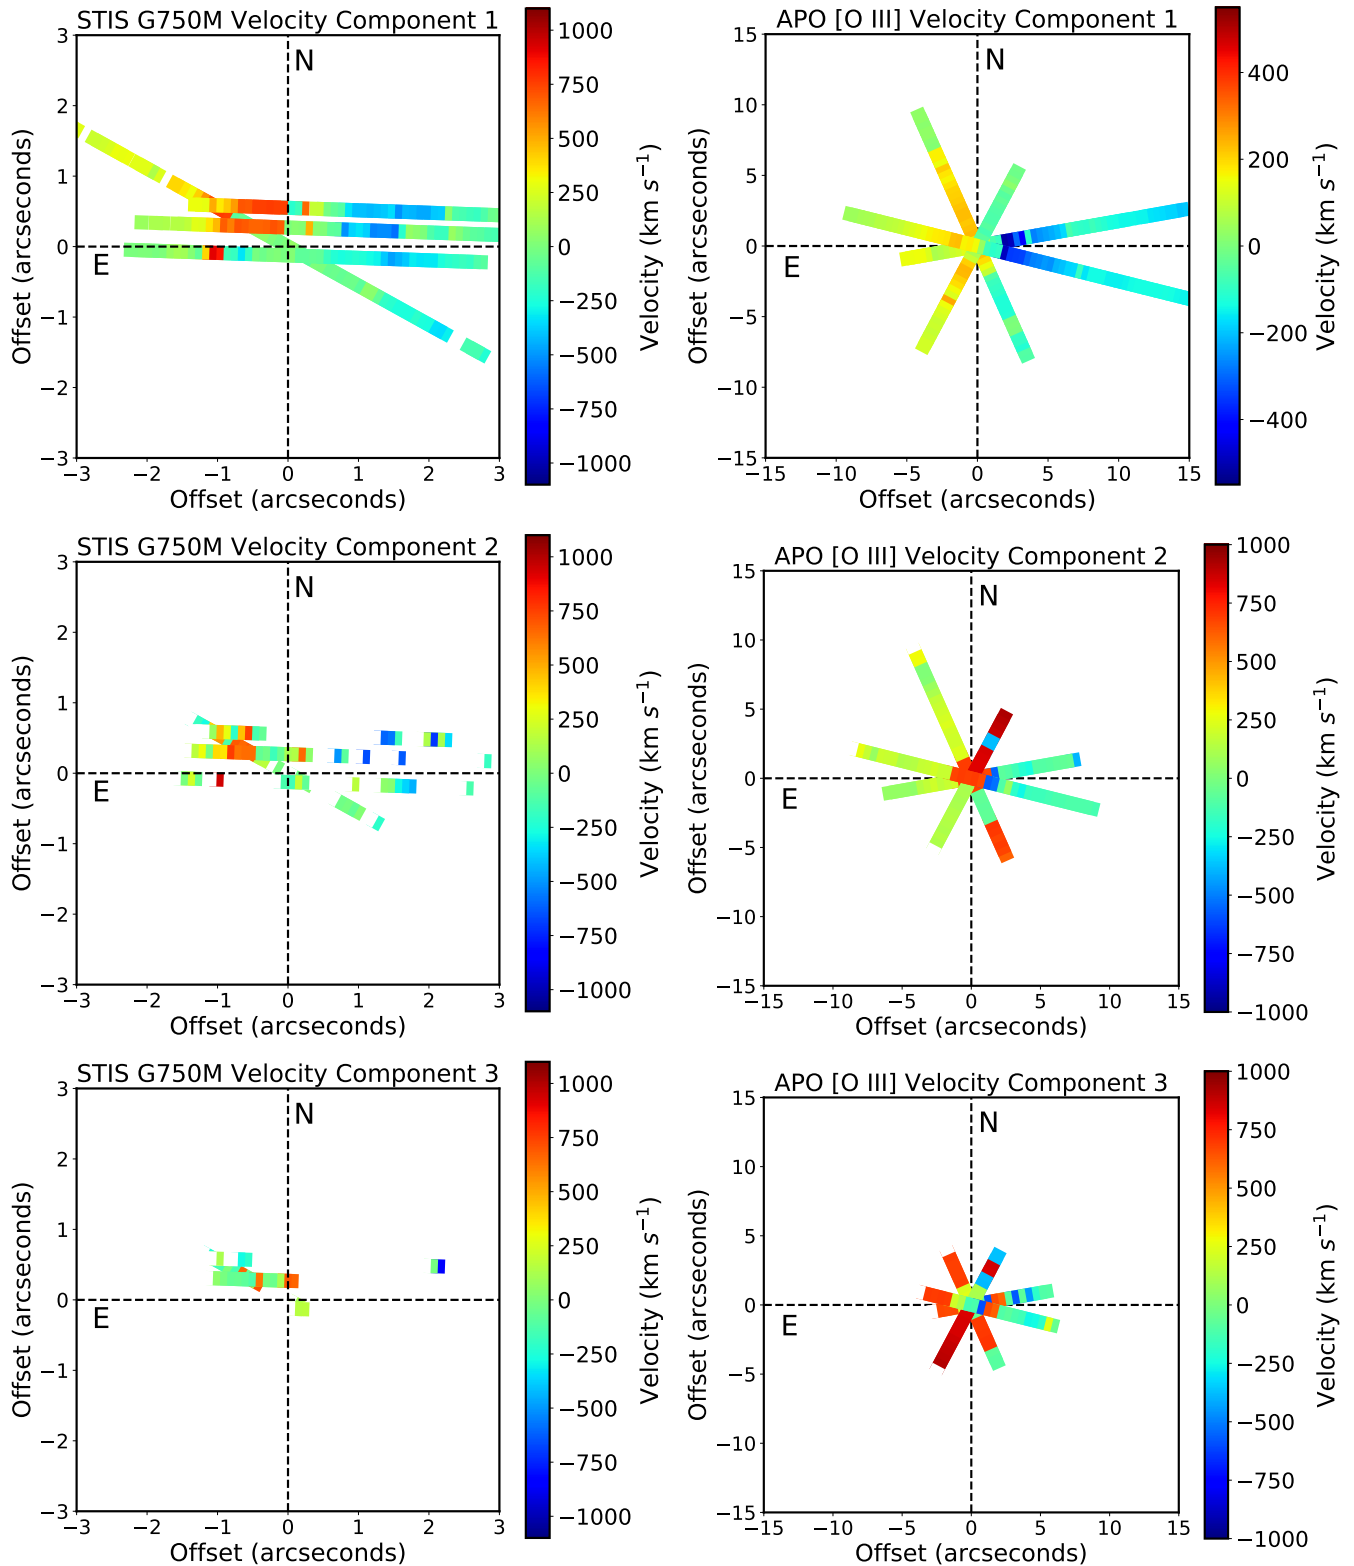 STIS G750M Velocity Component 1
3
2
1
0
−1
−2
−3
−3 −2 −1 0 1 2 3
Offset (arcseconds)
Offset (arcseconds)
N
E
1000
750
500
250
0
−250
−500
−750
−1000
Velocity (km s−1)
APO [O III] Velocity Component 1
15
10
5
0
−5
−10
−15
−15 −10 −5 0 5 10 15
Offset (arcseconds)
Offset (arcseconds)
N
E
400
200
0
−200
−400
Velocity (km s−1)
STIS G750M Velocity Component 2
3
2
1
0
−1
−2
−3
−3 −2 −1 0 1 2 3
Offset (arcseconds)
Offset (arcseconds)
N
E
1000
750
500
250
0
−250
−500
−750
−1000
Velocity (km s−1)
APO [O III] Velocity Component 2
15
10
5
0
−5
−10
−15
−15 −10 −5 0 5 10 15
Offset (arcseconds)
Offset (arcseconds)
N
E
1000
750
500
250
0
−250
−500
−750
−1000
Velocity (km s−1)
STIS G750M Velocity Component 3
3
2
1
0
−1
−2
−3
−3 −2 −1 0 1 2 3
Offset (arcseconds)
Offset (arcseconds)
N
E
1000
750
500
250
0
−250
−500
−750
−1000
Velocity (km s−1)
APO [O III] Velocity Component 3
15
10
5
0
−5
−10
−15
−15 −10 −5 0 5 10 15
Offset (arcseconds)
Offset (arcseconds)
N
E
1000
750
500
250
0
−250
−500
−750
−1000
Velocity (km s−1)